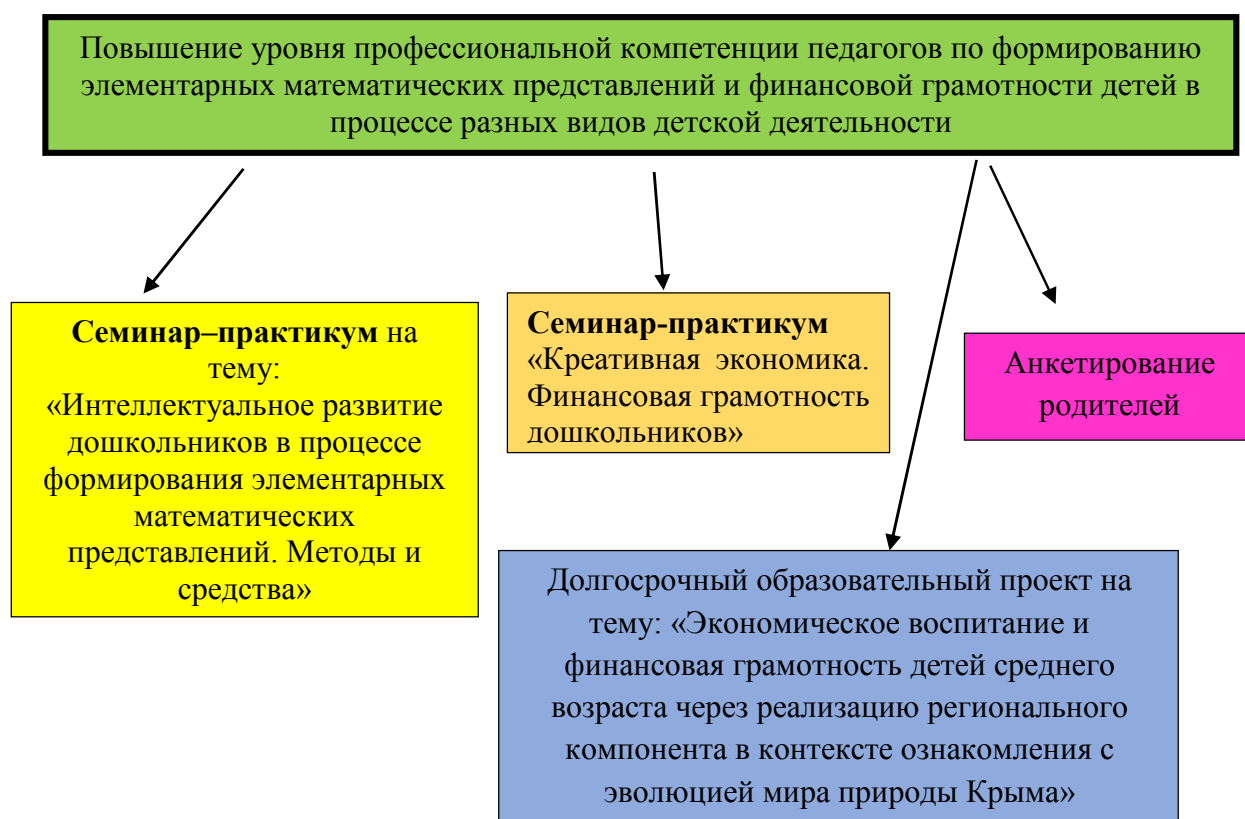 Повышение уровня профессиональной компетенции педагогов по формированию
элементарных математических представлений и финансовой грамотности детей в
процессе разных видов детской деятельности
Семинар–практикум на
тему:
«Интеллектуальное развитие
дошкольников в процессе
формирования элементарных
математических
представлений. Методы и
средства»
Семинар-практикум
«Креативная экономика.
Финансовая грамотность
дошкольников»
Анкетирование
родителей
Долгосрочный образовательный проект на
тему: «Экономическое воспитание и
финансовая грамотность детей среднего
возраста через реализацию регионального
компонента в контексте ознакомления с
эволюцией мира природы Крыма»